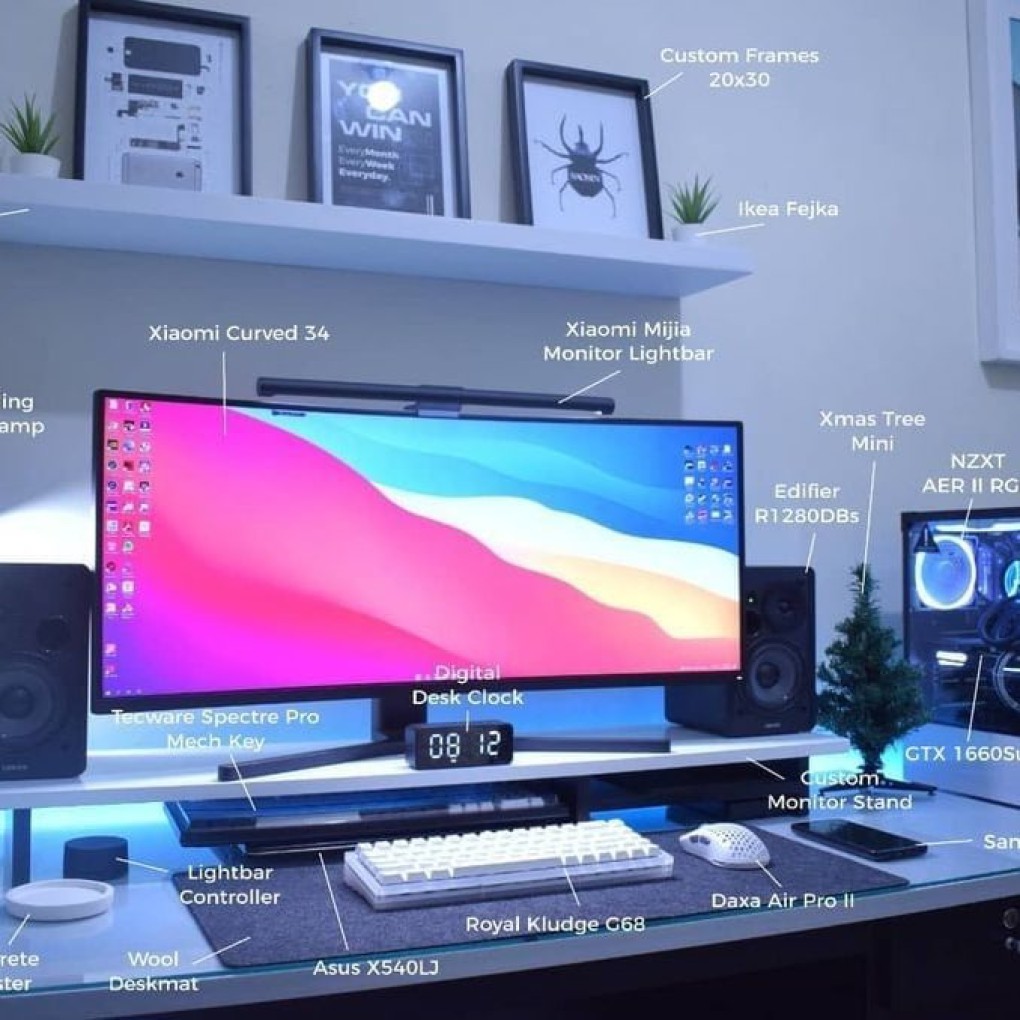 Custom Frames
20x30
YOU
CAN
WIN
EveryMonth
EveryWeek
Everyday.
Ikea Fejka
Xiaomi Curved 34
Xiaomi Mijia
Monitor Lightbar
ing
amp
Xmas Tree
Mini
NZXT
AER II RG
Edifier
R1280DBs
Digital
Desk Clock
Tecware Spectre Pro
Mech Key
08 12
GTX 1660Su
Custom
Monitor Stand
Sam
Lightbar
Controller
Daxa Air Pro II
Royal Kludge G68
rete
ster
Wool
Deskmat
Asus X540LJ